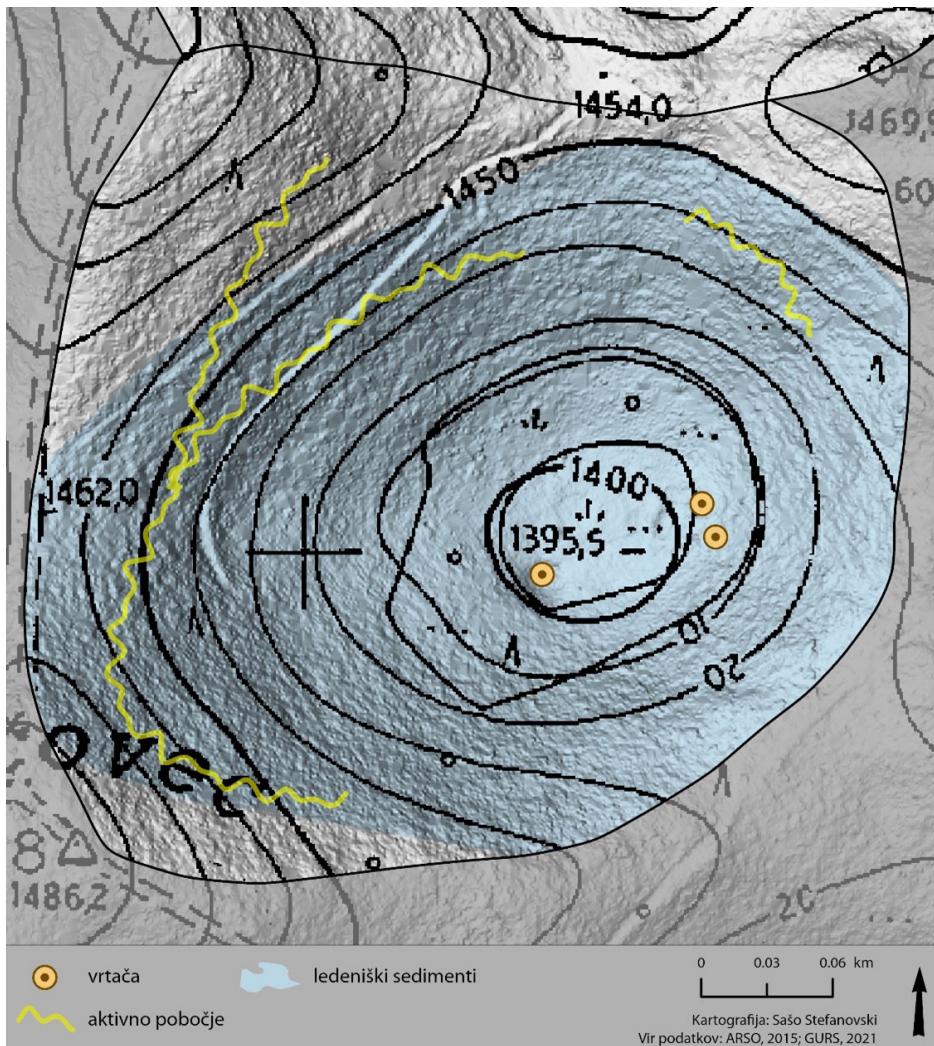 1454,0
1469,9
1450
60
1462,0
1400
1395,5
10
20
8
1486,2
20
0 0.03 0.06 km
vrtača
ledeniški sedimenti
aktivno pobočje
Kartografija: Sašo Stefanovski
Vir podatkov: ARSO, 2015; GURS, 2021